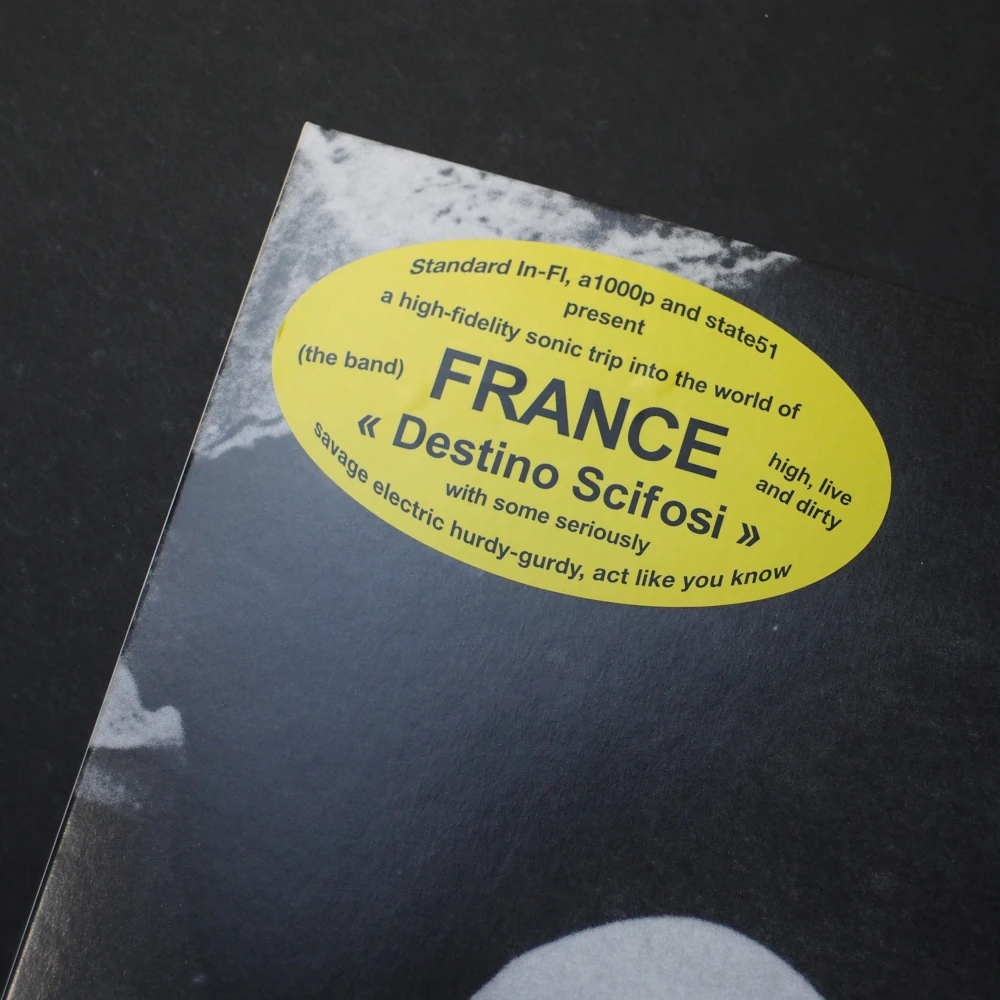 Standard In-FI, a1000p and state51
present
a high-fidelity sonic trip into the world of
(the band)
FRANCE
« Destino Scifosi »
high, live
and dirty
with some seriously
savage electric hurdy-gurdy, act like you know